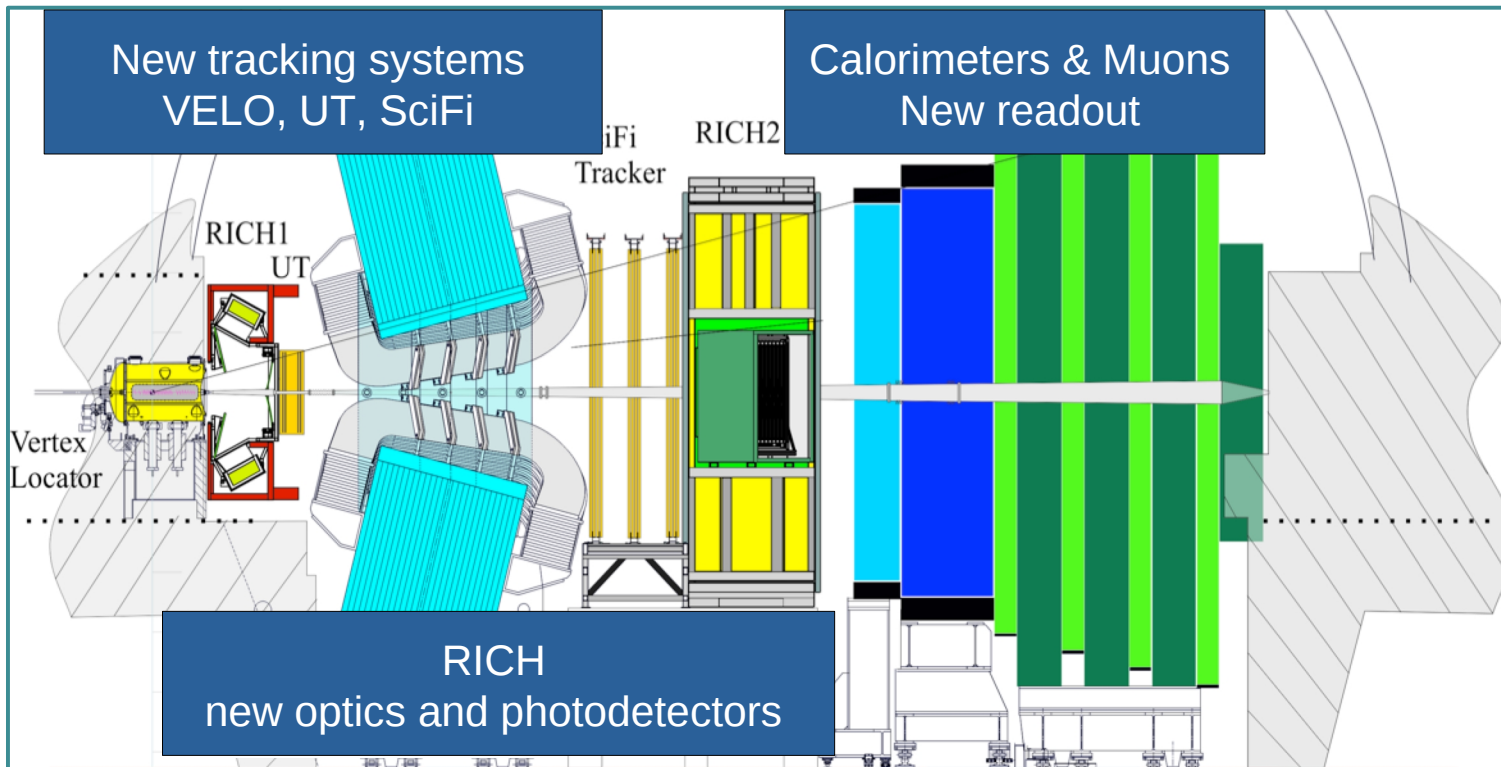 New tracking systems
VELO, UT, SciFi
Calorimeters & Muons
New readout
iFi
Tracker
RICH2
RICH1
UT
Vertex
Locator
RICH
new optics and photodetectors